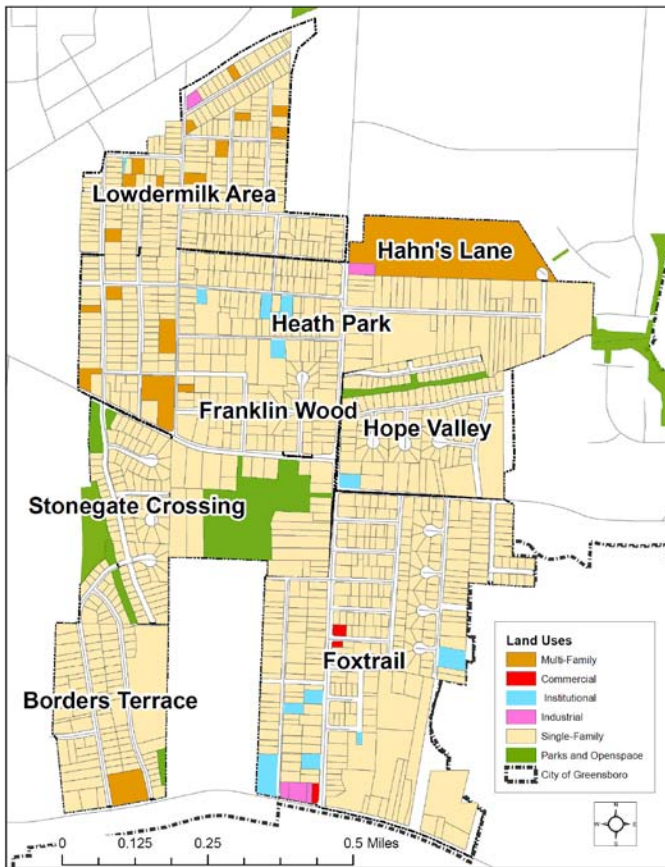 Lowdermilk Area
Hahn's Lane
Heath Park
Franklin Wood
Hope Valley
Stonegate Crossing
Foxtrail
Borders Terrace
Land Uses
Multi-Family
Commercial
Institutional
Industrial
Single-Family
Parks and Openspace
City of Greensboro
N
W
E
S
0 0.125 0.25 0.5 Miles